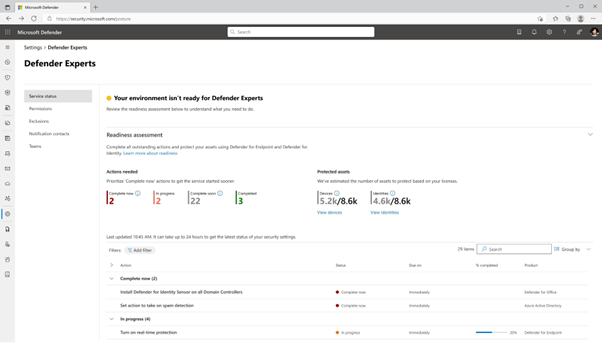 Microsoft Defender
https://security.microsoft.com/posture
Microsoft Defender
Search
Settings > Defender Experts
Defender Experts
Service status
Permissions
Exclusions
Notification contacts
Teams
Your environment isn't ready for Defender Experts
Review the readiness assessment below to understand what you need to do.
Readiness assessment
Complete all outstanding actions and protect your assets using Defender for Endpoint and Defender for
Identity. Learn more about readiness
Actions needed
Prioritize 'Complete now' actions to get the service started sooner.
Complete now
2
In progress
2
Complete soon
22
Completed
3
Protected assets
We've estimated the number of assets to protect based on your licenses.
Devices
5.2k/8.6k
View devices
Identities
4.6k/8.6k
View identities
Last updated 10:45 AM. It can take up to 24 hours to get the latest status of your security settings.
Filters: Add filter
29 items
Search
Group by
Action Status Due on % completed Product
Complete now (2)
Install Defender for Identity Sensor on all Domain Controllers Complete now Immediately Defender for Office
Set action to take on spam detection Complete now Immediately Azure Active Directory
In progress (4)
Turn on real-time protection In progress Immediately 20% Defender for Endpoint